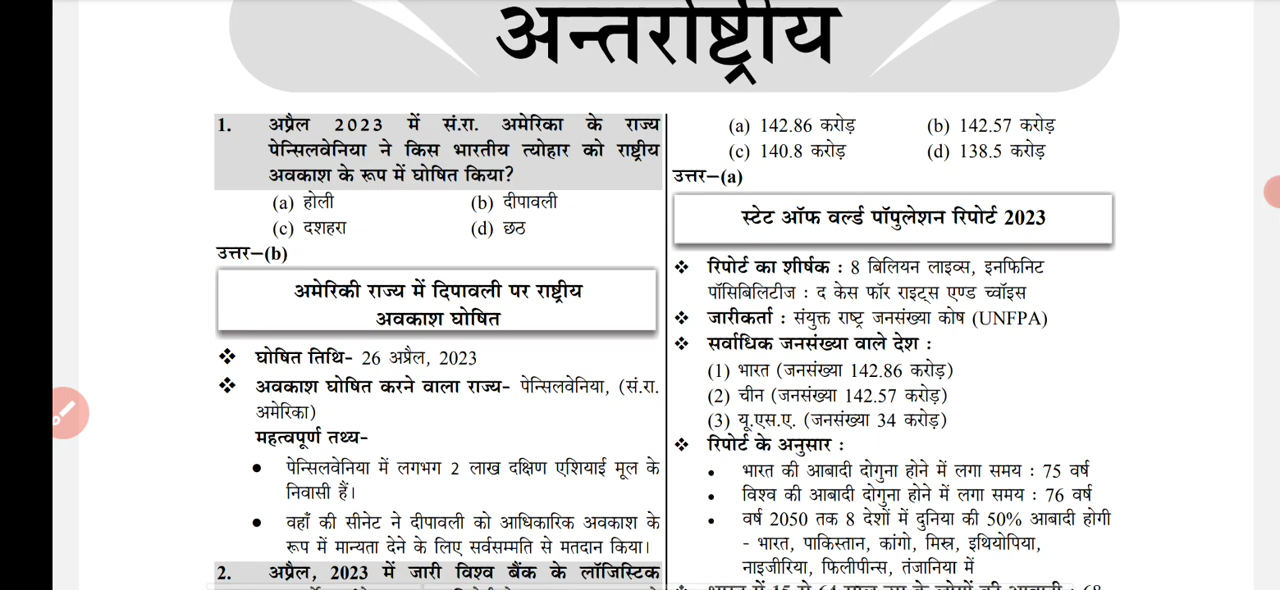 अन्तर्राष्ट्रीय
1. अप्रैल 2023 में सं.रा. अमेरिका के राज्य
पेन्सिलवेनिया ने किस भारतीय त्योहार को राष्ट्रीय
अवकाश के रूप में घोषित किया?
(a) होली (b) दीपावली
(c) दशहरा (d) छठ
उत्तर–(b)
अमेरिकी राज्य में दिपावली पर राष्ट्रीय
अवकाश घोषित
❖ घोषित तिथि- 26 अप्रैल, 2023
❖ अवकाश घोषित करने वाला राज्य- पेन्सिलवेनिया, (सं.रा.
अमेरिका)
महत्वपूर्ण तथ्य-
● पेन्सिलवेनिया में लगभग 2 लाख दक्षिण एशियाई मूल के
निवासी हैं।
● वहाँ की सीनेट ने दीपावली को आधिकारिक अवकाश के
रूप में मान्यता देने के लिए सर्वसम्मति से मतदान किया।
2. अप्रैल, 2023 में जारी विश्व बैंक के लॉजिस्टिक
(a) 142.86 करोड़ (b) 142.57 करोड़
(c) 140.8 करोड़ (d) 138.5 करोड़
उत्तर–(a)
स्टेट ऑफ वर्ल्ड पॉपुलेशन रिपोर्ट 2023
❖ रिपोर्ट का शीर्षक : 8 बिलियन लाइव्स, इनफिनिट
पॉसिबिलिटीज : द केस फॉर राइट्स एण्ड च्वॉइस
❖ जारीकर्ता : संयुक्त राष्ट्र जनसंख्या कोष (UNFPA)
❖ सर्वाधिक जनसंख्या वाले देश :
(1) भारत (जनसंख्या 142.86 करोड़)
(2) चीन (जनसंख्या 142.57 करोड़)
(3) यू.एस.ए. (जनसंख्या 34 करोड़)
❖ रिपोर्ट के अनुसार :
• भारत की आबादी दोगुना होने में लगा समय : 75 वर्ष
• विश्व की आबादी दोगुना होने में लगा समय : 76 वर्ष
• वर्ष 2050 तक 8 देशों में दुनिया की 50% आबादी होगी
- भारत, पाकिस्तान, कांगो, मिस्र, इथियोपिया,
नाइजीरिया, फिलीपीन्स, तंजानिया में